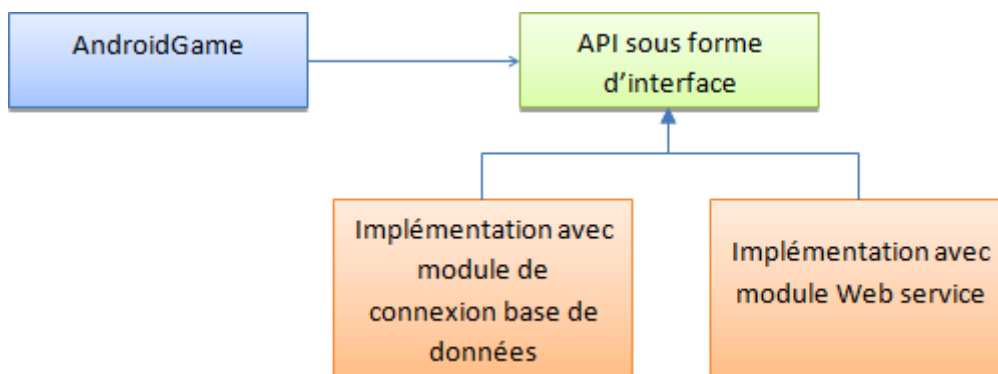 AndroidGame
API sous forme
d’interface
Implémentation avec
module de
connexion base de
données
Implémentation avec
module Web service